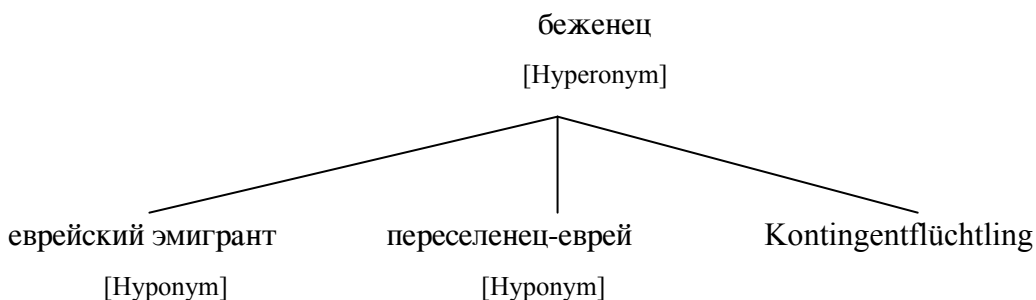 беженец
[Hyperonym]
еврейский эмигрант переселенец-еврей Kontingentflüchtling
[Hyponym] [Hyponym]